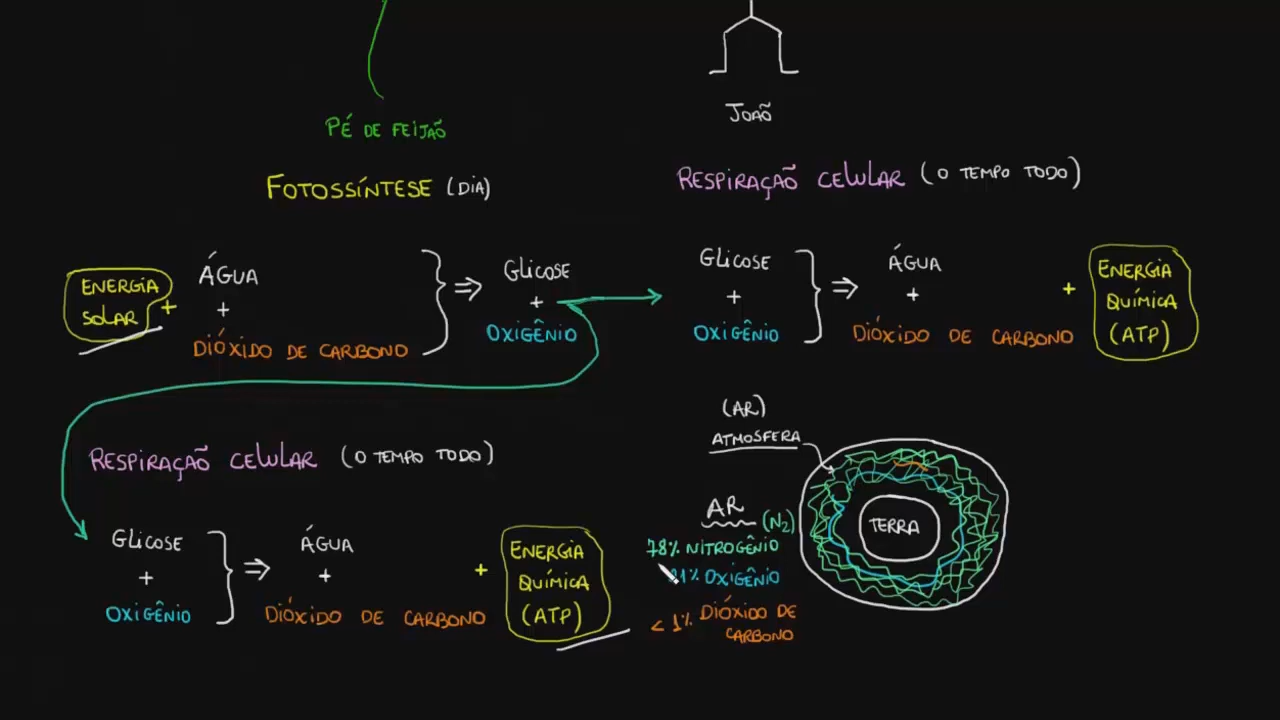 PÉ DE FEIJÃO
JOÃO
FOTOSSÍNTESE (DIA)
RESPIRAÇÃO CELULAR (O TEMPO TODO)
ENERGIA
SOLAR
+
ÁGUA
+
DIÓXIDO DE CARBONO
⇒
GLICOSE
+
OXIGÊNIO
GLICOSE
+
OXIGÊNIO
⇒
ÁGUA
+
DIÓXIDO DE CARBONO
+
ENERGIA
QUÍMICA
(ATP)
RESPIRAÇÃO CELULAR (O TEMPO TODO)
GLICOSE
+
OXIGÊNIO
⇒
ÁGUA
+
DIÓXIDO DE CARBONO
+
ENERGIA
QUÍMICA
(ATP)
(AR)
ATMOSFERA
TERRA
AR
(N2)
78% NITROGÊNIO
21% OXIGÊNIO
< 1% DIÓXIDO DE
CARBONO